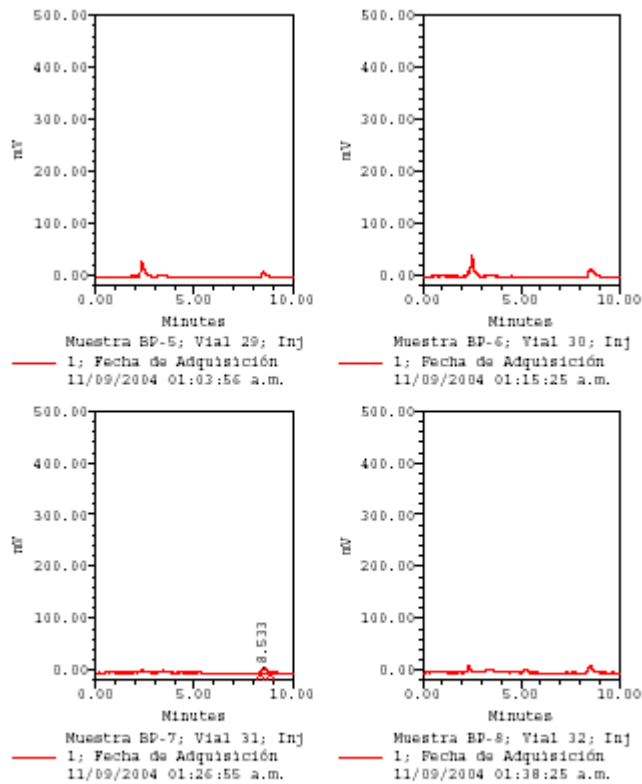 500.00
400.00
300.00
mV
200.00
100.00
0.00
0.00 5.00 10.00
Minutes
Muestra BP-5; Vial 29; Inj
1; Fecha de Adquisición
11/09/2004 01:03:56 a.m.
500.00
400.00
300.00
mV
200.00
100.00
0.00
0.00 5.00 10.00
Minutes
Muestra BP-6; Vial 30; Inj
1; Fecha de Adquisición
11/09/2004 01:15:25 a.m.
500.00
400.00
300.00
mV
200.00
100.00
0.00
8.533
0.00 5.00 10.00
Minutes
Muestra BP-7; Vial 31; Inj
1; Fecha de Adquisición
11/09/2004 01:26:55 a.m.
500.00
400.00
300.00
mV
200.00
100.00
0.00
0.00 5.00 10.00
Minutes
Muestra BP-8; Vial 32; Inj
1; Fecha de Adquisición
11/09/2004 01:38:25 a.m.